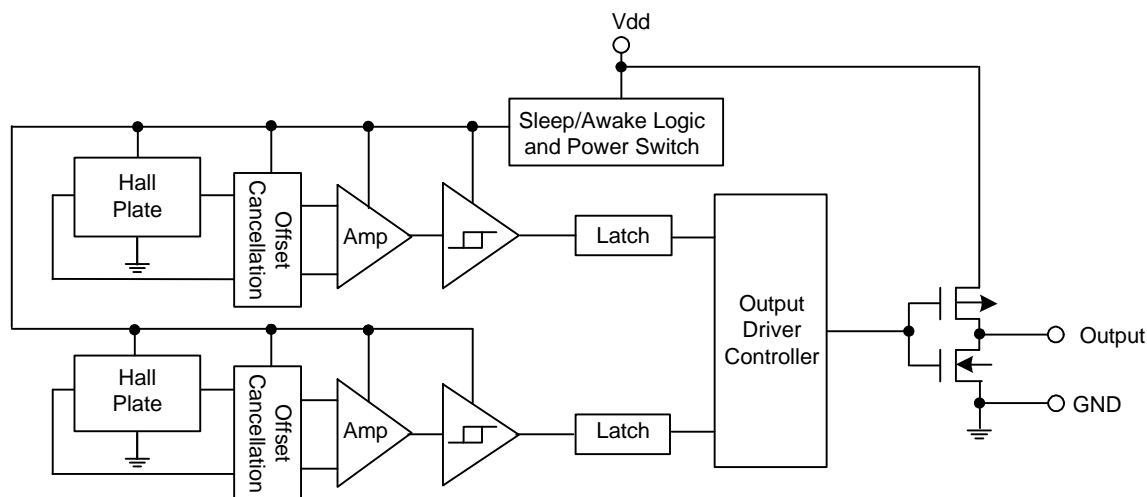 Vdd
Sleep/Awake Logic
and Power Switch
Hall
Plate
Offset
Cancellation
Amp
Latch
Output
Driver
Controller
Output
GND
Hall
Plate
Offset
Cancellation
Amp
Latch